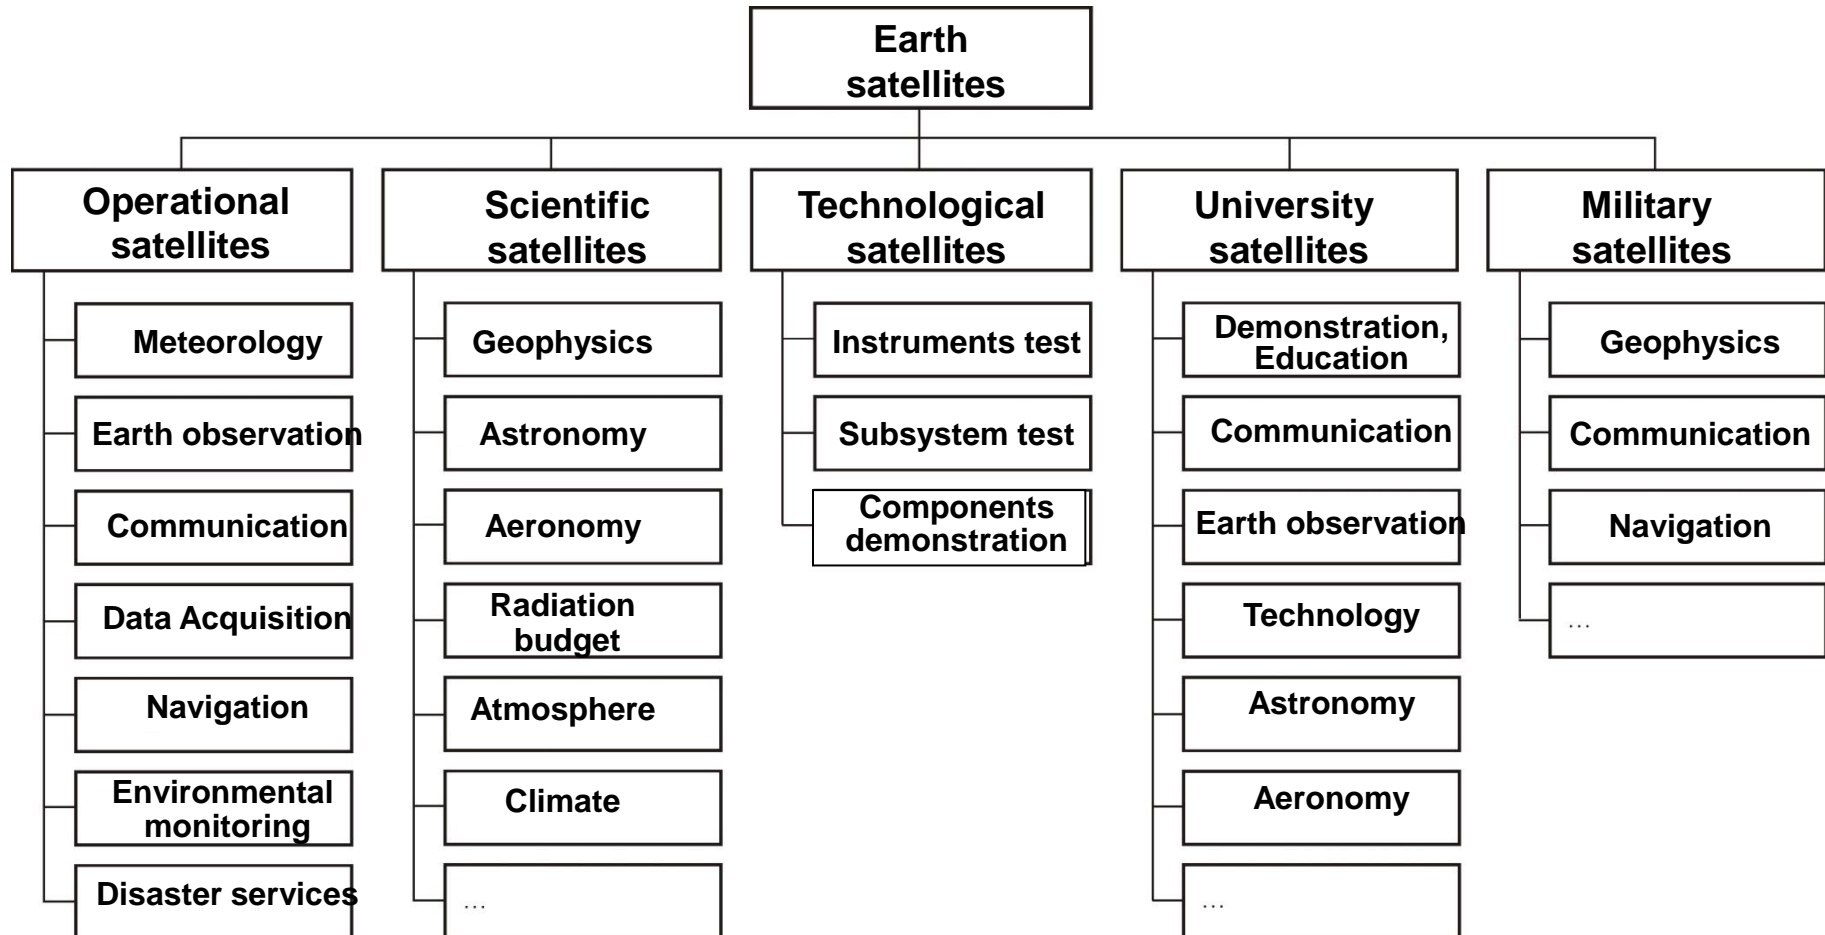 Earth
satellites
Operational
satellites
Meteorology
Earth observation
Communication
Data Acquisition
Navigation
Environmental
monitoring
Disaster services
Scientific
satellites
Geophysics
Astronomy
Aeronomy
Radiation
budget
Atmosphere
Climate
...
Technological
satellites
Instruments test
Subsystem test
Components
demonstration
University
satellites
Demonstration,
Education
Communication
Earth observation
Technology
Astronomy
Aeronomy
...
Military
satellites
Geophysics
Communication
Navigation
...